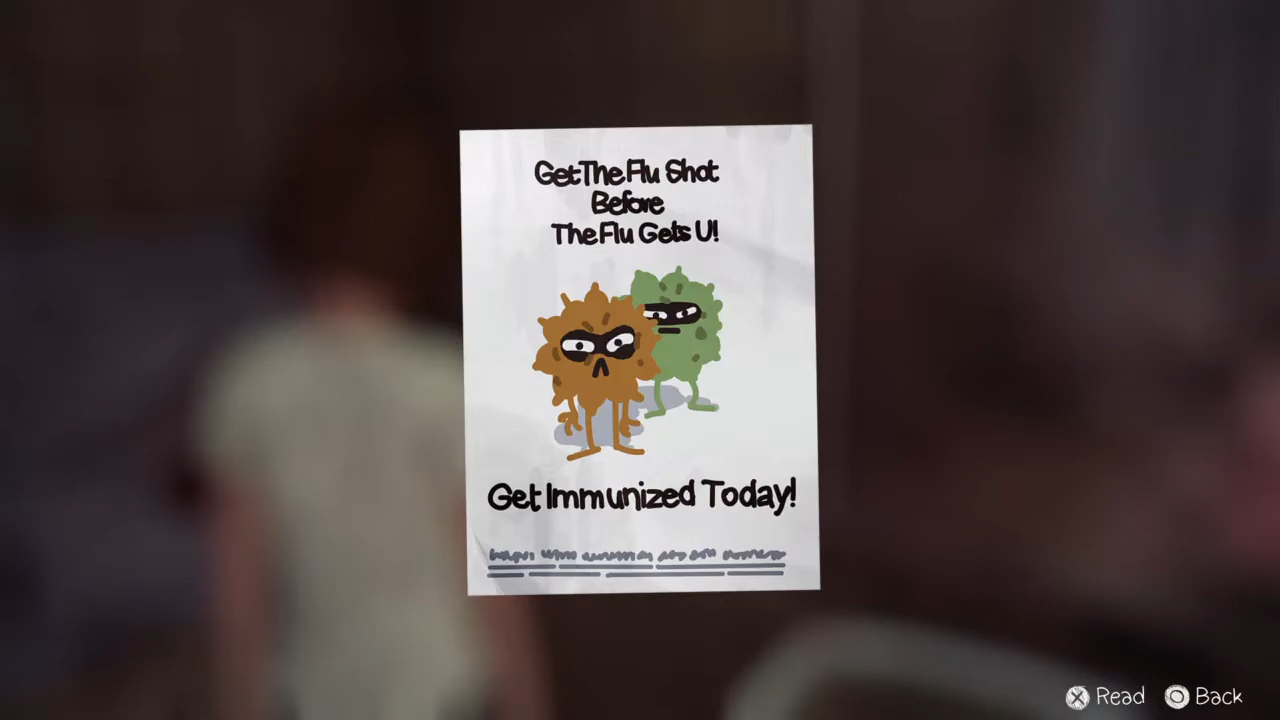 Get The Flu Shot
Before
The Flu Gets U!
Get Immunized Today!
Read Back